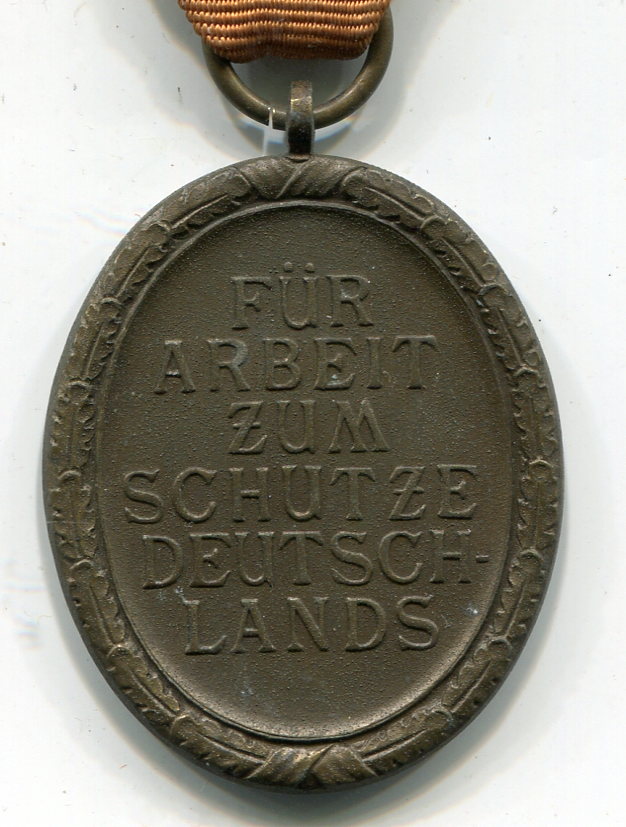 FÜR
ARBEIT
ZUM
SCHUTZE
DEUTSCH-
LANDS